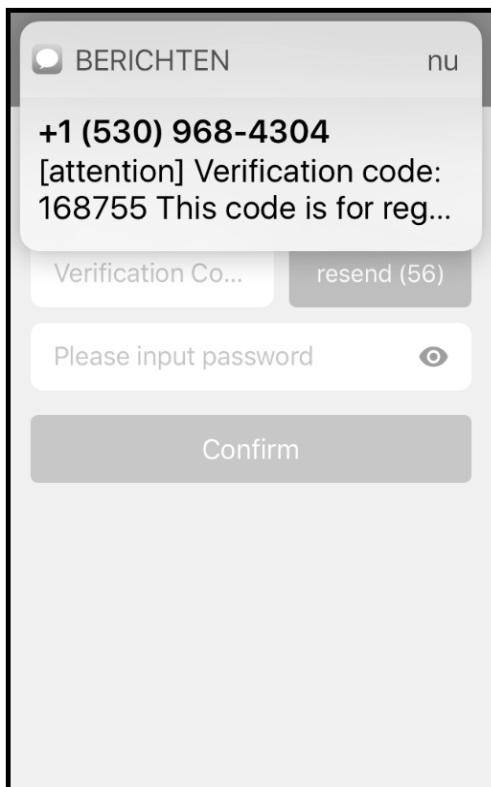 BERICHTEN nu
+1 (530) 968-4304
[attention] Verification code:
168755 This code is for reg...
Verification Co... resend (56)
Please input password
Confirm